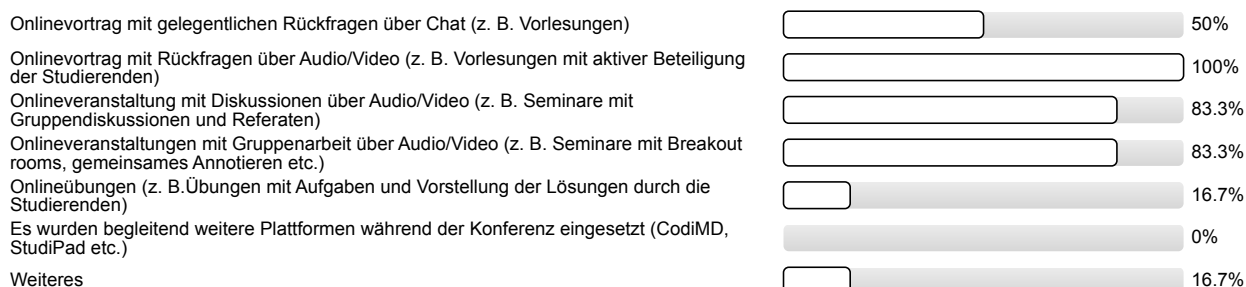 Onlinevortrag mit gelegentlichen Rückfragen über Chat (z. B. Vorlesungen)
50%
Onlinevortrag mit Rückfragen über Audio/Video (z. B. Vorlesungen mit aktiver Beteiligung
der Studierenden)
100%
Onlineveranstaltung mit Diskussionen über Audio/Video (z. B. Seminare mit
Gruppendiskussionen und Referaten)
83.3%
Onlineveranstaltungen mit Gruppenarbeit über Audio/Video (z. B. Seminare mit Breakout
rooms, gemeinsames Annotieren etc.)
83.3%
Onlineübungen (z. B.Übungen mit Aufgaben und Vorstellung der Lösungen durch die
Studierenden)
16.7%
Es wurden begleitend weitere Plattformen während der Konferenz eingesetzt (CodiMD,
StudiPad etc.)
0%
Weiteres
16.7%